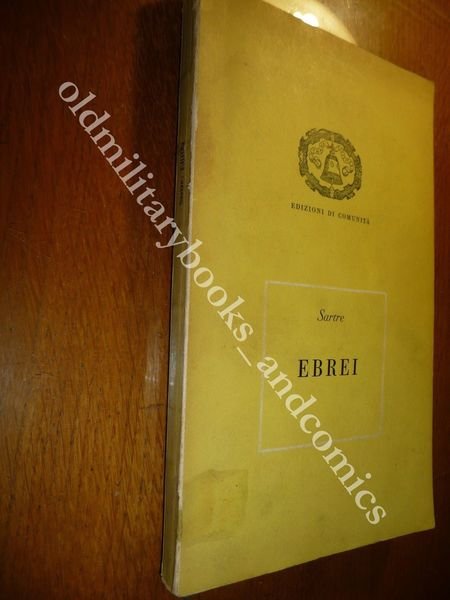 EDIZIONI DI COMUNITÀ
Sartre
EBREI
oldmilitarybooks_andcomics